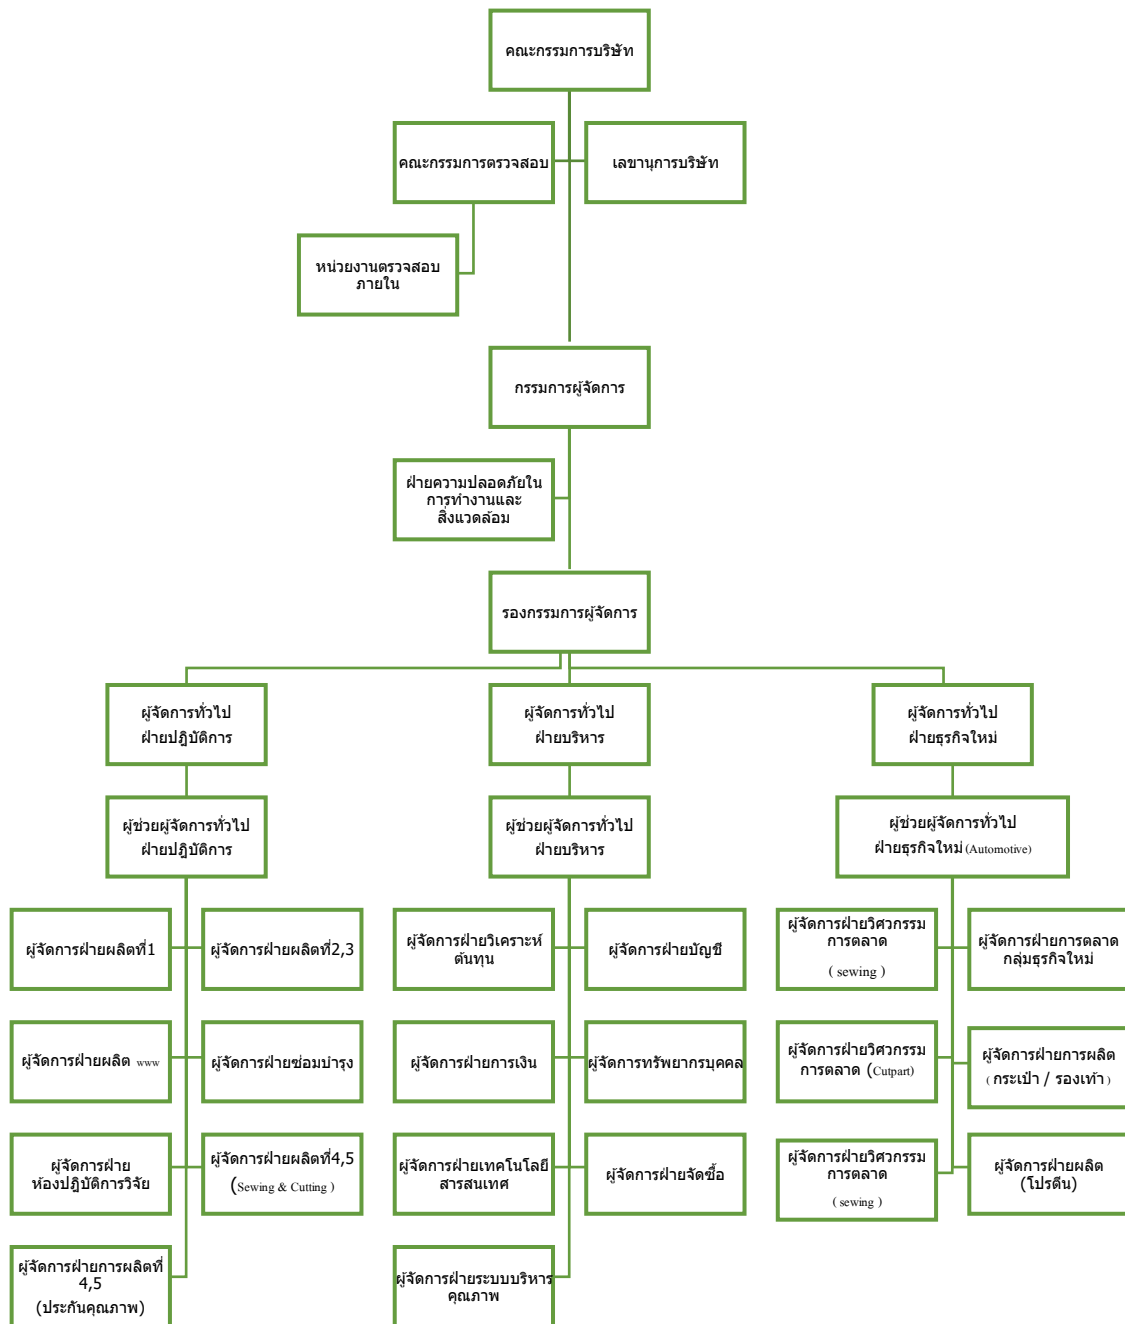 คณะกรรมการบริษัท
คณะกรรมการตรวจสอบ
เลขานุการบริษัท
หน่วยงานตรวจสอบ
ภายใน
กรรมการผู้จัดการ
ฝ่ายความปลอดภัยใน
การทำงานและ
สิ่งแวดล้อม
รองกรรมการผู้จัดการ
ผู้จัดการทั่วไป
ฝ่ายปฎิบัติการ
ผู้จัดการทั่วไป
ฝ่ายบริหาร
ผู้จัดการทั่วไป
ฝ่ายธุรกิจใหม่
ผู้ช่วยผู้จัดการทั่วไป
ฝ่ายปฎิบัติการ
ผู้ช่วยผู้จัดการทั่วไป
ฝ่ายบริหาร
ผู้ช่วยผู้จัดการทั่วไป
ฝ่ายธุรกิจใหม่ (Automotive)
ผู้จัดการฝ่ายผลิตที่1
ผู้จัดการฝ่ายผลิตที่2,3
ผู้จัดการฝ่ายวิเคราะห์
ต้นทุน
ผู้จัดการฝ่ายบัญชี
ผู้จัดการฝ่ายวิศวกรรม
การตลาด
( sewing )
ผู้จัดการฝ่ายการตลาด
กลุ่มธุรกิจใหม่
ผู้จัดการฝ่ายผลิต www
ผู้จัดการฝ่ายซ่อมบำรุง
ผู้จัดการฝ่ายการเงิน
ผู้จัดการทรัพยากรบุคคล
ผู้จัดการฝ่ายวิศวกรรม
การตลาด (Cutpart)
ผู้จัดการฝ่ายการผลิต
( กระเป๋า / รองเท้า )
ผู้จัดการฝ่าย
ห้องปฎิบัติการวิจัย
ผู้จัดการฝ่ายผลิตที่4,5
(Sewing & Cutting )
ผู้จัดการฝ่ายเทคโนโลยี
สารสนเทศ
ผู้จัดการฝ่ายจัดซื้อ
ผู้จัดการฝ่ายวิศวกรรม
การตลาด
( sewing )
ผู้จัดการฝ่ายผลิต
(โปรตีน)
ผู้จัดการฝ่ายการผลิตที่
4,5
(ประกันคุณภาพ)
ผู้จัดการฝ่ายระบบบริหาร
คุณภาพ